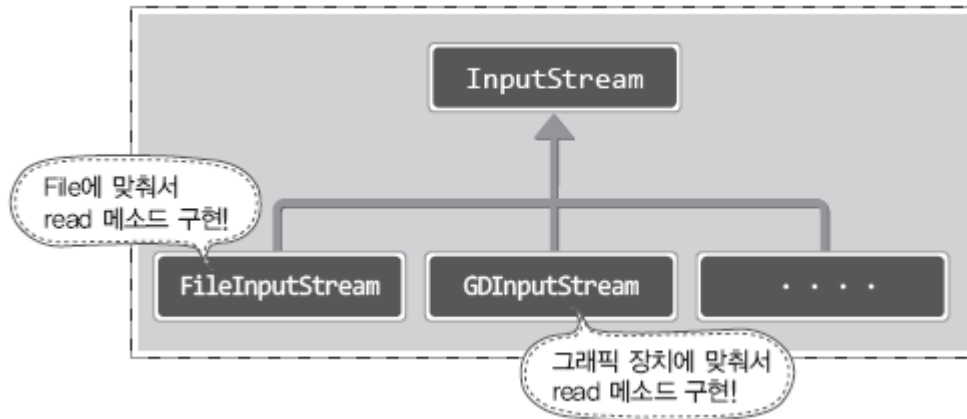 InputStream
File에 맞춰서
read 메소드 구현!
FileInputStream
GDInputStream
. . . .
그래픽 장치에 맞춰서
read 메소드 구현!